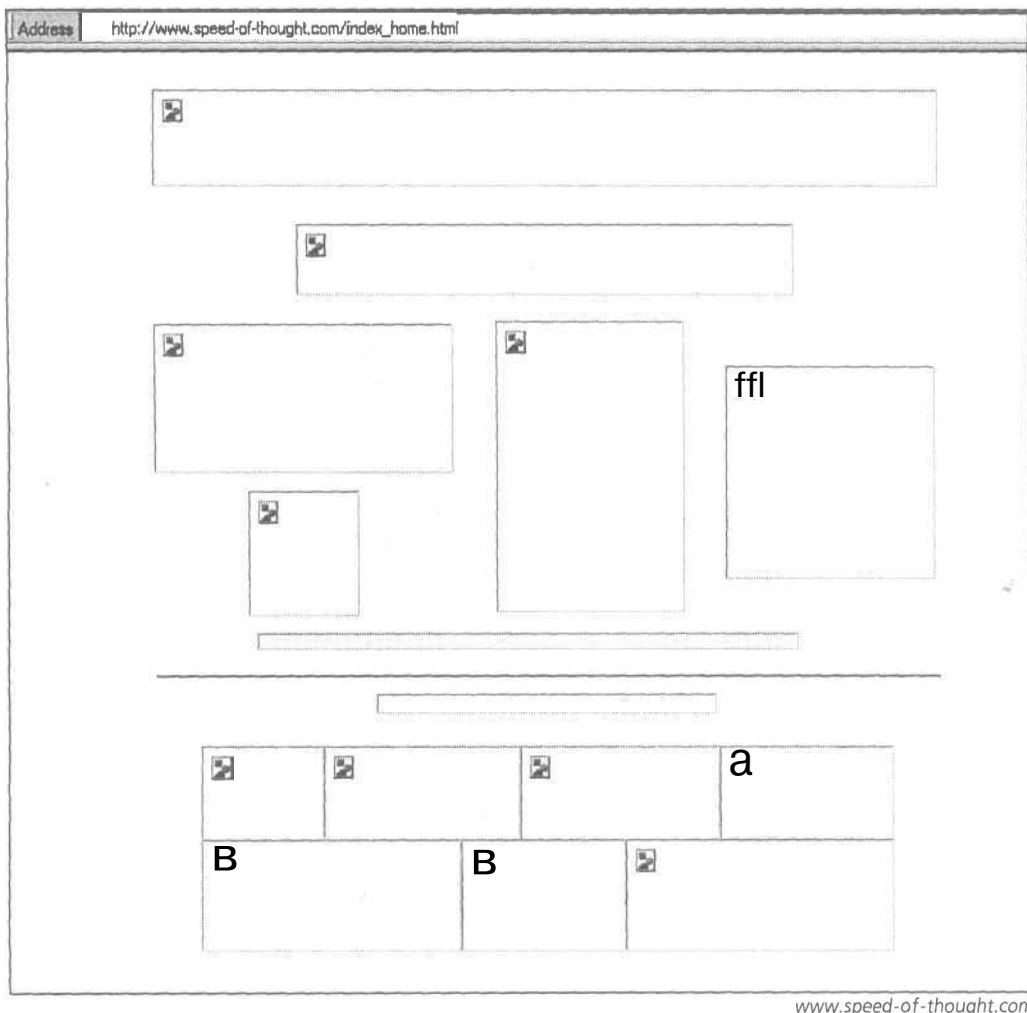 Address http://www.speed-of-thought.com/index_home.html
ffl
a
B B
www.speed-of-thought.com